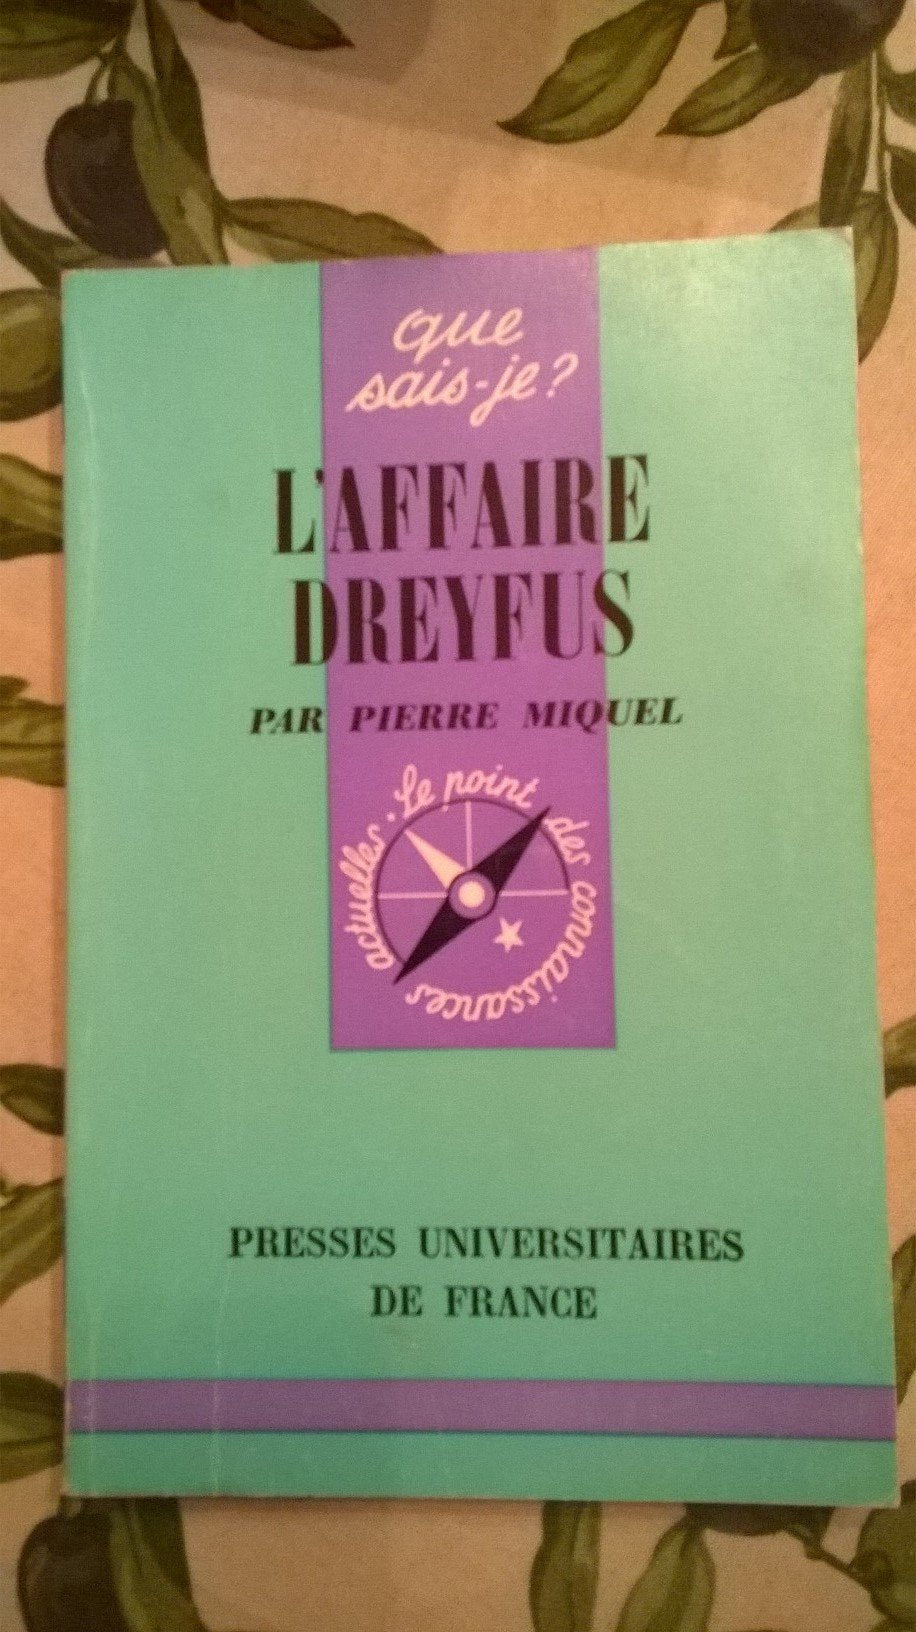 que
sais-je?
L'AFFAIRE
DREYFUS
PAR PIERRE MIQUEL
Le point des connaissances actuelles.
PRESSES UNIVERSITAIRES
DE FRANCE